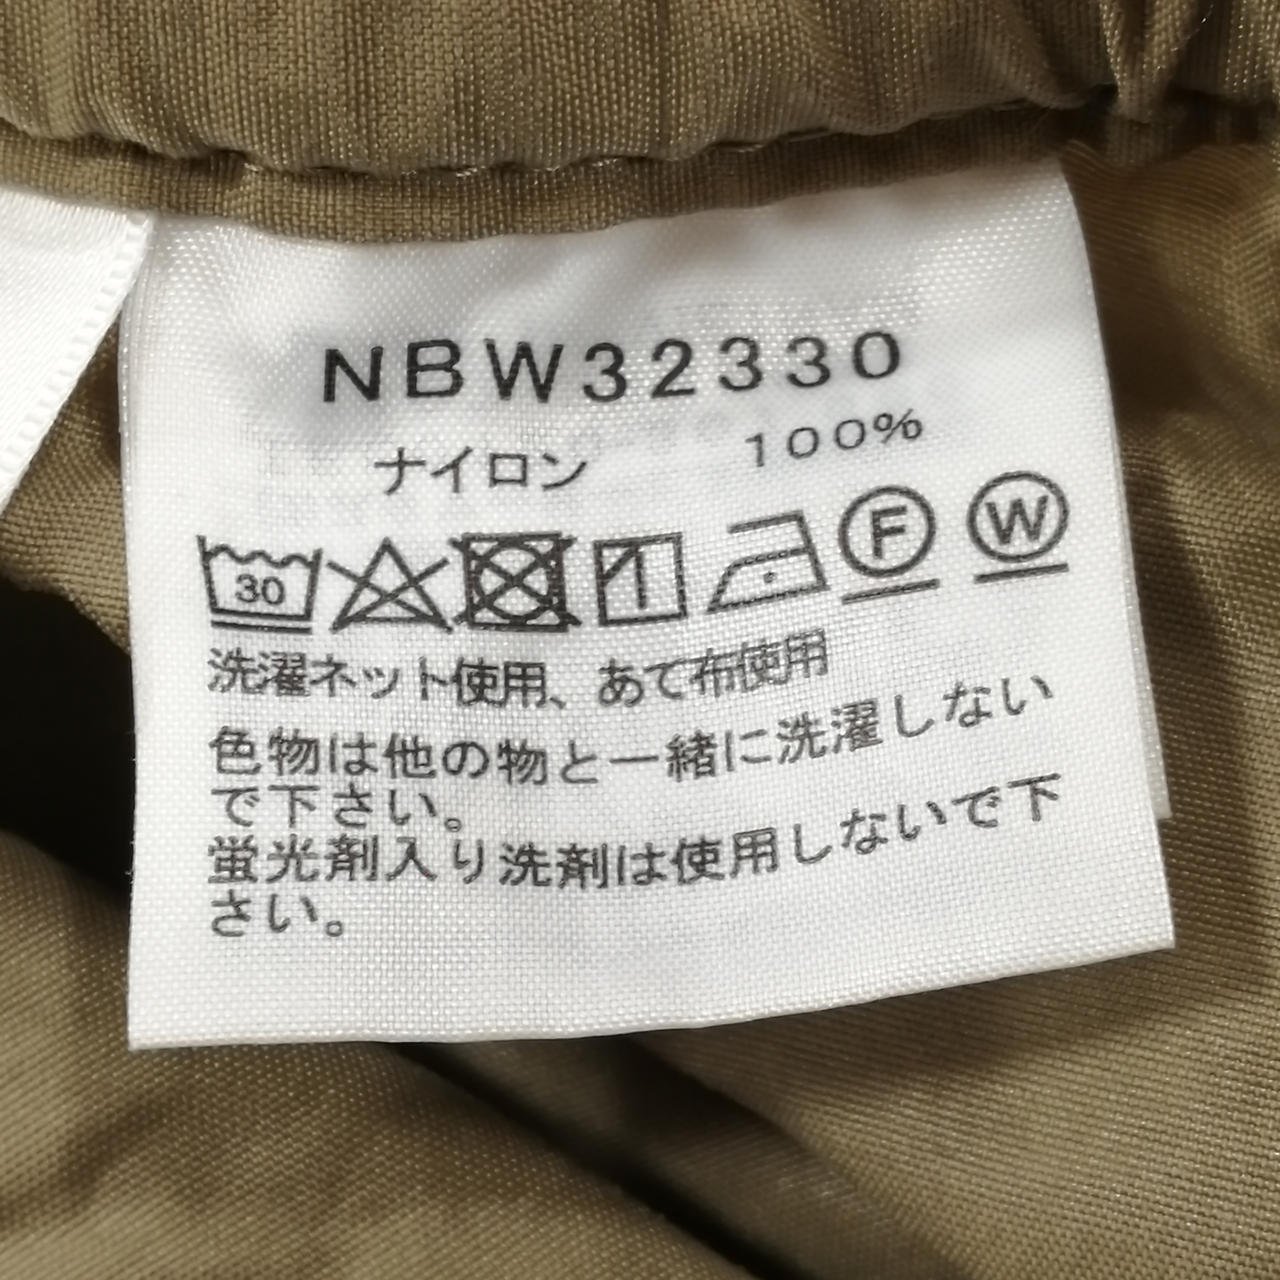 NBW32330
ナイロン 100%
30 F W
洗濯ネット使用、あて布使用
色物は他の物と一緒に洗濯しない
で下さい。
蛍光剤入り洗剤は使用しないで下
さい。